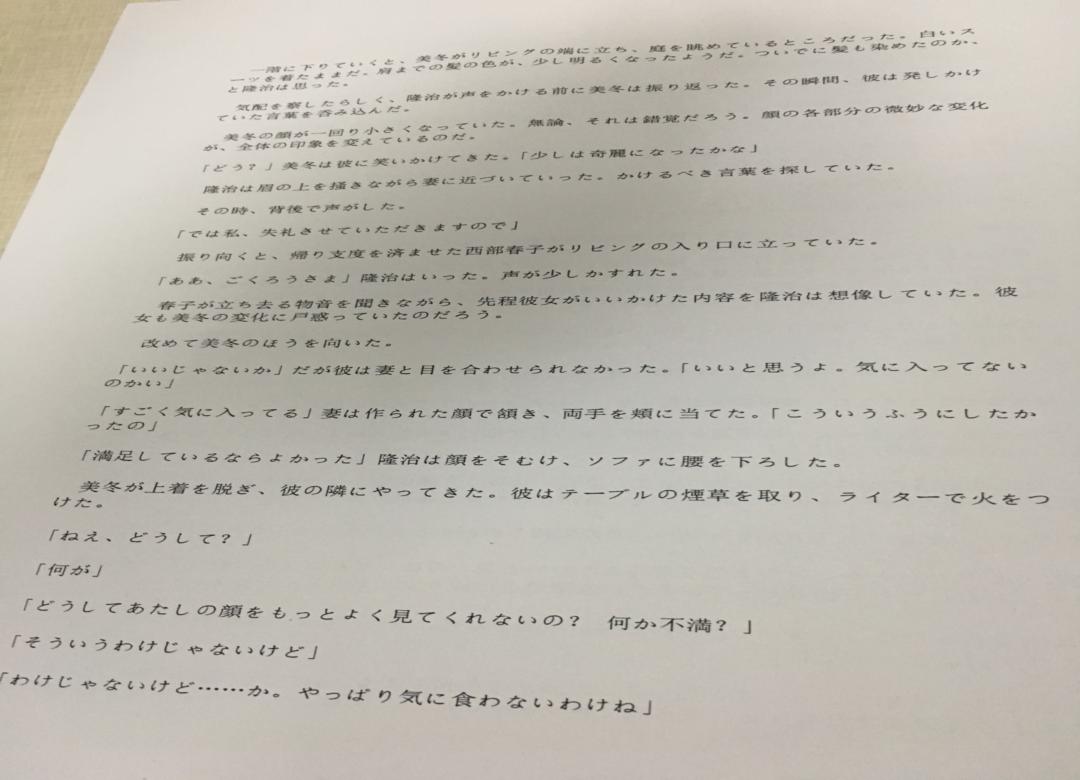 一階に下りていくと、美冬がリビングの端に立ち、庭を眺めているところだった。白いス
ーツを着たままだ。肩までの髪の色が、少し明るくなったようだ。ついでに髪も染めたのか、
と隆治は思った。
気配を察したらしく、隆治が声をかける前に美冬は振り返った。その瞬間、彼は発しかけ
ていた言葉を呑み込んだ。
美冬の顔が一回り小さくなっていた。無論、それは錯覚だろう。顔の各部分の微妙な変化
が、全体の印象を変えているのだ。
「どう？」美冬は彼に笑いかけてきた。「少しは奇麗になったかな」
隆治は眉の上を掻きながら妻に近づいていった。かけるべき言葉を探していた。
その時、背後で声がした。
「では私、失礼させていただきますので」
振り向くと、帰り支度を済ませた西部春子がリビングの入り口に立っていた。
「ああ、ごくろうさま」隆治はいった。声が少しかすれた。
春子が立ち去る物音を聞きながら、先程彼女がいいかけた内容を隆治は想像していた。彼
女も美冬の変化に戸惑っていたのだろう。
改めて美冬のほうを向いた。
「いいじゃないか」だが彼は妻と目を合わせられなかった。「いいと思うよ。気に入ってない
のかい」
「すごく気に入ってる」妻は作られた顔で頷き、両手を頬に当てた。「こういうふうにしたか
ったの」
「満足しているならよかった」隆治は顔をそむけ、ソファに腰を下ろした。
美冬が上着を脱ぎ、彼の隣にやってきた。彼はテーブルの煙草を取り、ライターで火をつ
けた。
「ねえ、どうして？」
「何が」
「どうしてあたしの顔をもっとよく見てくれないの？　何か不満？」
「そういうわけじゃないけど」
「わけじゃないけど……か。やっぱり気に食わないわけね」